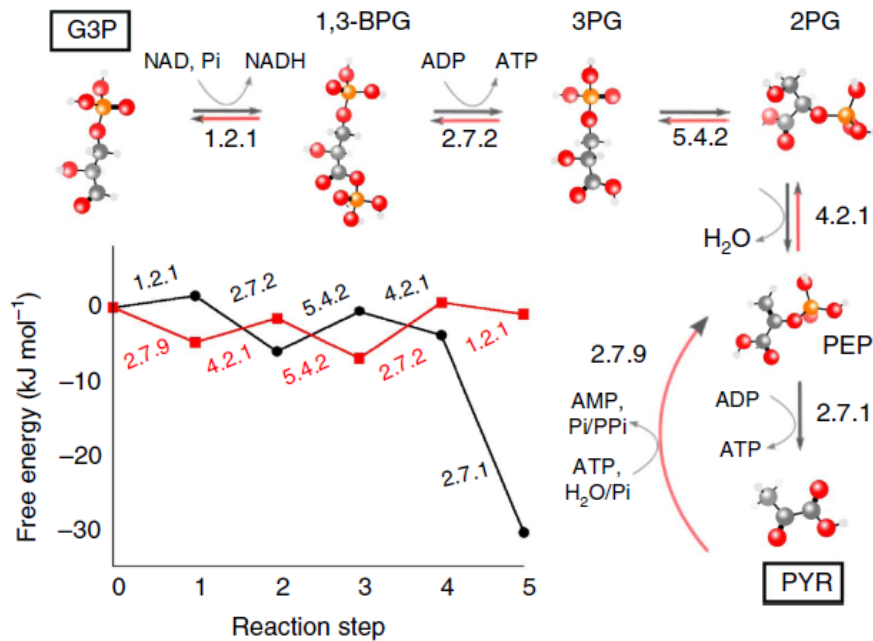 G3P
1,3-BPG
3PG
2PG
NAD, Pi
NADH
ADP
ATP
1.2.1
2.7.2
5.4.2
H₂O
4.2.1
PEP
2.7.9
AMP,
Pi/PPi
ATP,
H₂O/Pi
ADP
ATP
2.7.1
PYR
Free energy (kJ mol⁻¹)
0
−10
−20
−30
1.2.1
2.7.2
5.4.2
4.2.1
2.7.1
2.7.9
4.2.1
5.4.2
2.7.2
1.2.1
0
1
2
3
4
5
Reaction step